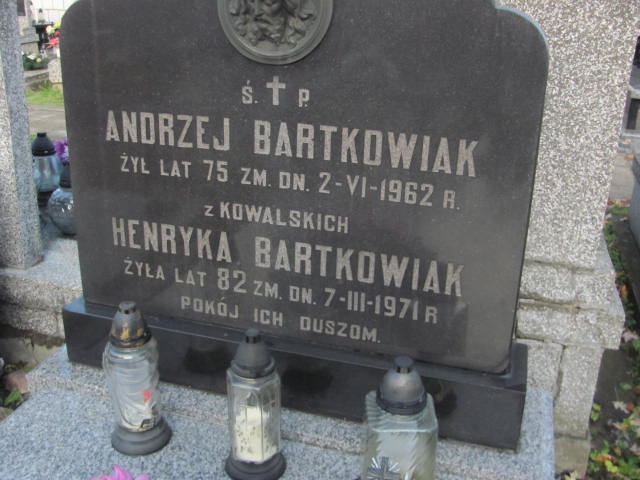 Ś. † P.
ANDRZEJ BARTKOWIAK
ŻYŁ LAT 75 ZM. DN. 2-VI-1962 R.
z KOWALSKICH
HENRYKA BARTKOWIAK
ŻYŁA LAT 82 ZM. DN. 7-III-1971 R
POKÓJ ICH DUSZOM.